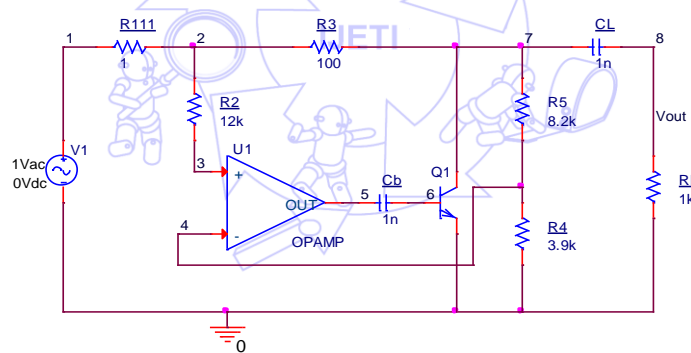 R111
R3
CL
1
2
7
8
1
100
1n
R2
12k
R5
8.2k
Vout
V1
1Vac
0Vdc
U1
3
+
OUT
4
-
OPAMP
Cb
5
6
1n
Q1
R4
3.9k
1k
0